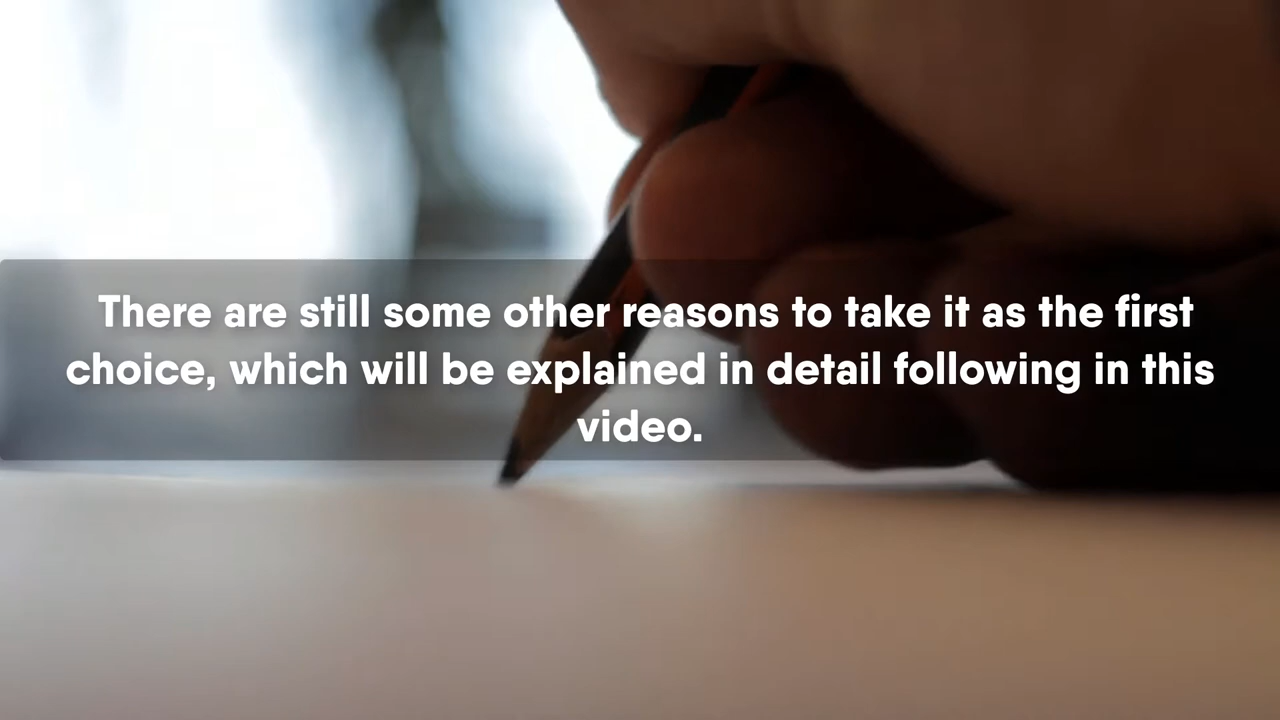 There are still some other reasons to take it as the first
choice, which will be explained in detail following in this
video.